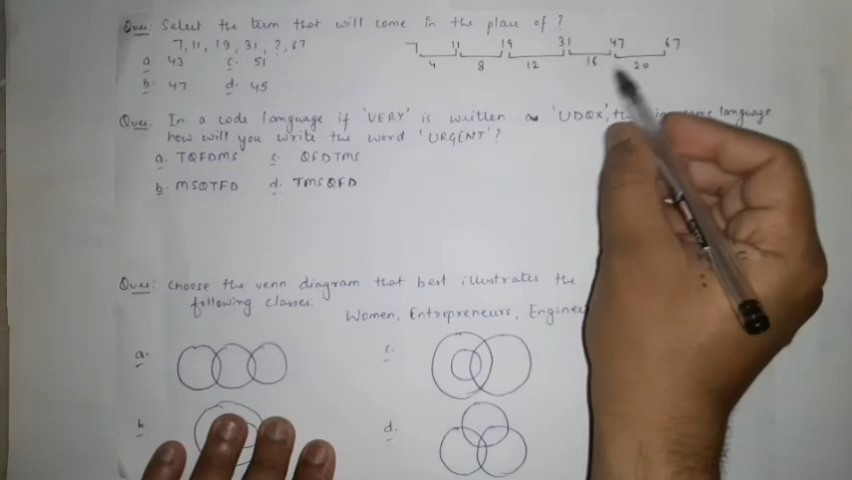 Ques: Select the term that will come in the place of ?
7, 11, 19, 31, ?, 67
7 11 19 31 47 67
4 8 12 16 20
a. 43 c. 51
b. 47 d. 45
Ques. In a code language if 'VERY' is written as 'UDQX', language
how will you write the word 'URGENT'?
a. TQFDMS c. QFDTMS
b. MSQTFD d. TMSQFD
Ques: choose the venn diagram that best illustrates the
following classes:
Women, Entrepreneurs,
a. c.
b d.